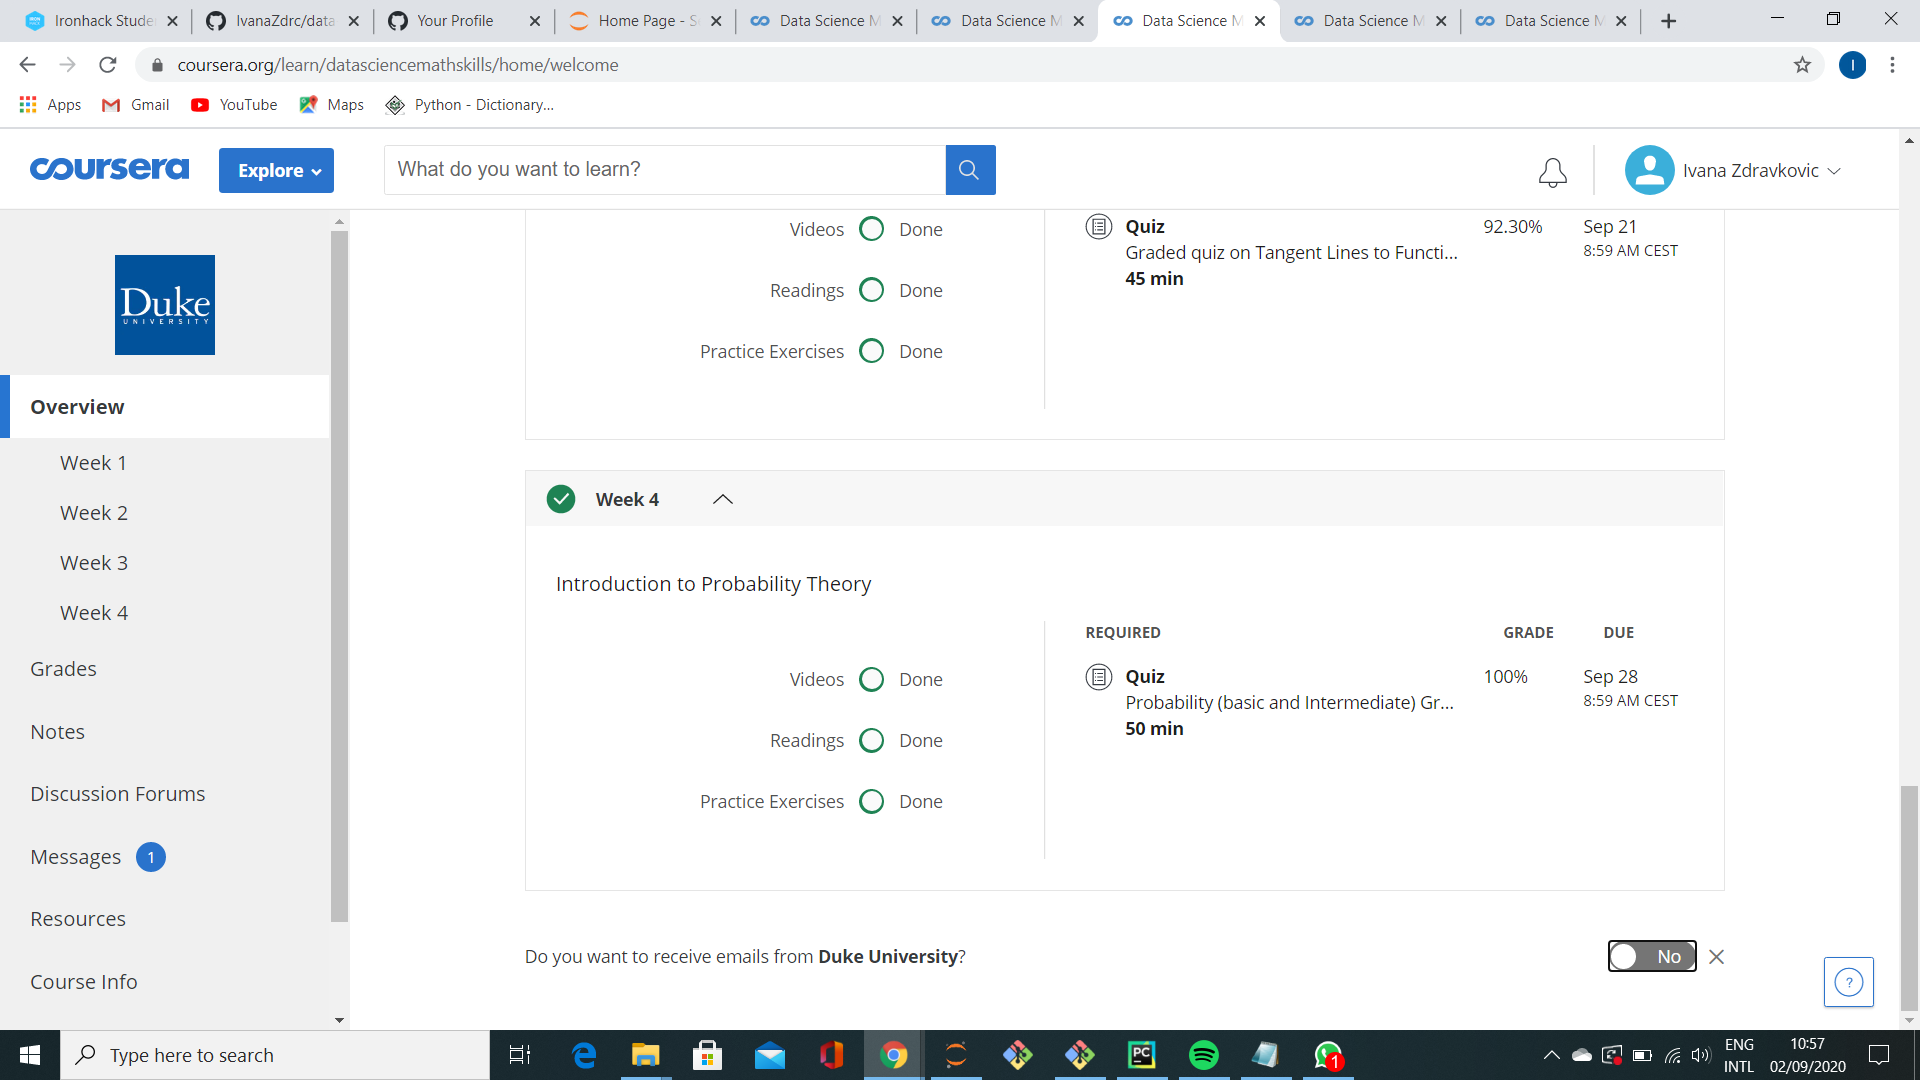 Ironhack Stude
IvanaZdrc/data
Your Profile
Home Page - S
Data Science M
Data Science M
Data Science M
Data Science M
Data Science M
coursera.org/learn/datasciencemathskills/home/welcome
I
Apps
Gmail
YouTube
Maps
Python - Dictionary...
coursera
Explore
What do you want to learn?
Ivana Zdravkovic
Duke
UNIVERSITY
Overview
Week 1
Week 2
Week 3
Week 4
Grades
Notes
Discussion Forums
Messages 1
Resources
Course Info
Videos Done
Readings Done
Practice Exercises Done
Quiz 92.30% Sep 21
Graded quiz on Tangent Lines to Functi... 8:59 AM CEST
45 min
Week 4
Introduction to Probability Theory
REQUIRED GRADE DUE
Videos Done
Readings Done
Practice Exercises Done
Quiz 100% Sep 28
Probability (basic and Intermediate) Gr... 8:59 AM CEST
50 min
Do you want to receive emails from Duke University?
No
?
Type here to search
PC
1
ENG
INTL
10:57
02/09/2020